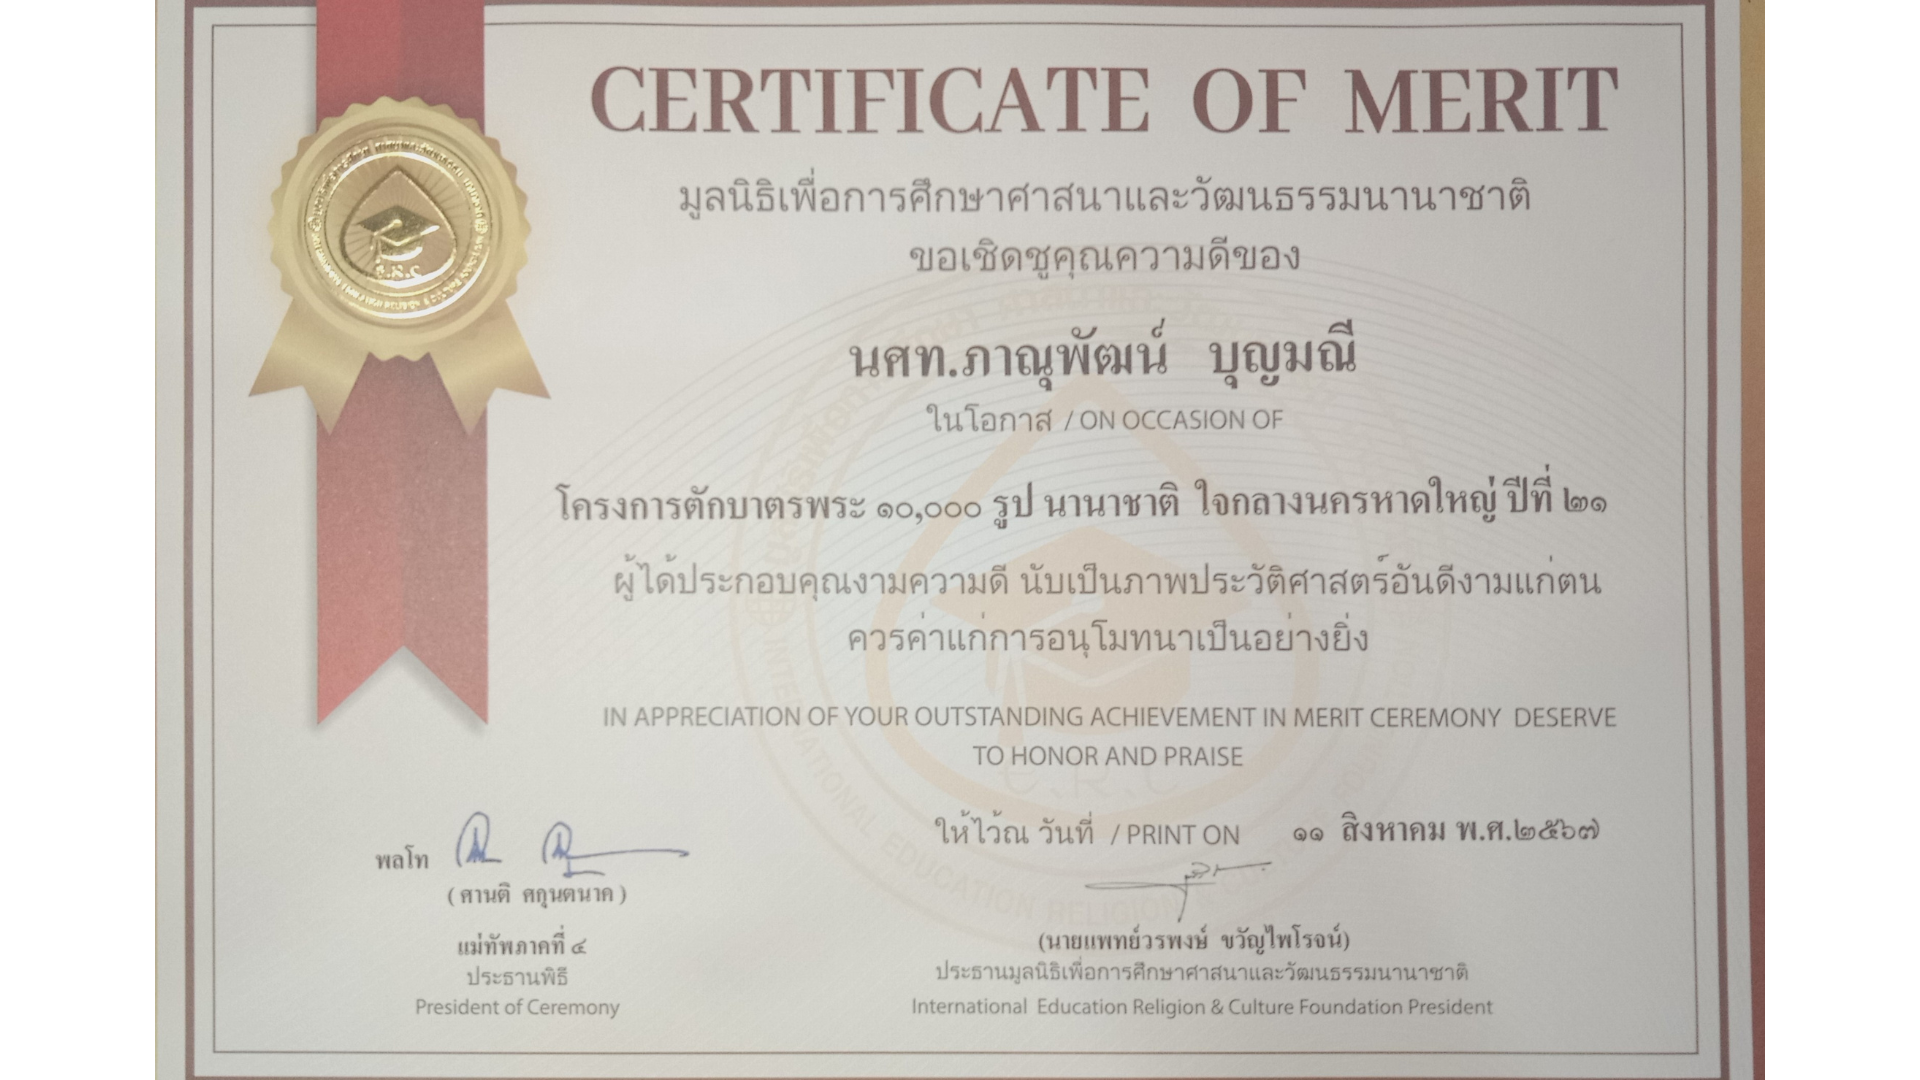 CERTIFICATE OF MERIT
มูลนิธิเพื่อการศึกษาศาสนาและวัฒนธรรมนานาชาติ
ขอเชิดชูคุณความดีของ
นศท.ภาณุพัฒน์ บุญมณี
ในโอกาส / ON OCCASION OF
โครงการตักบาตรพระ ๑๐,๐๐๐ รูป นานาชาติ ใจกลางนครหาดใหญ่ ปีที่ ๒๑
ผู้ได้ประกอบคุณงามความดี นับเป็นภาพประวัติศาสตร์อันดีงามแก่ตน
ควรค่าแก่การอนุโมทนาเป็นอย่างยิ่ง
IN APPRECIATION OF YOUR OUTSTANDING ACHIEVEMENT IN MERIT CEREMONY DESERVE
TO HONOR AND PRAISE
ให้ไว้ณ วันที่ / PRINT ON ๑๑ สิงหาคม พ.ศ.๒๕๖๗
พลโท
( ศานติ ศกุนตนาค )
แม่ทัพภาคที่ ๔
ประธานพิธี
President of Ceremony
(นายแพทย์วรพงษ์ ขวัญไพโรจน์)
ประธานมูลนิธิเพื่อการศึกษาศาสนาและวัฒนธรรมนานาชาติ
International Education Religion & Culture Foundation President